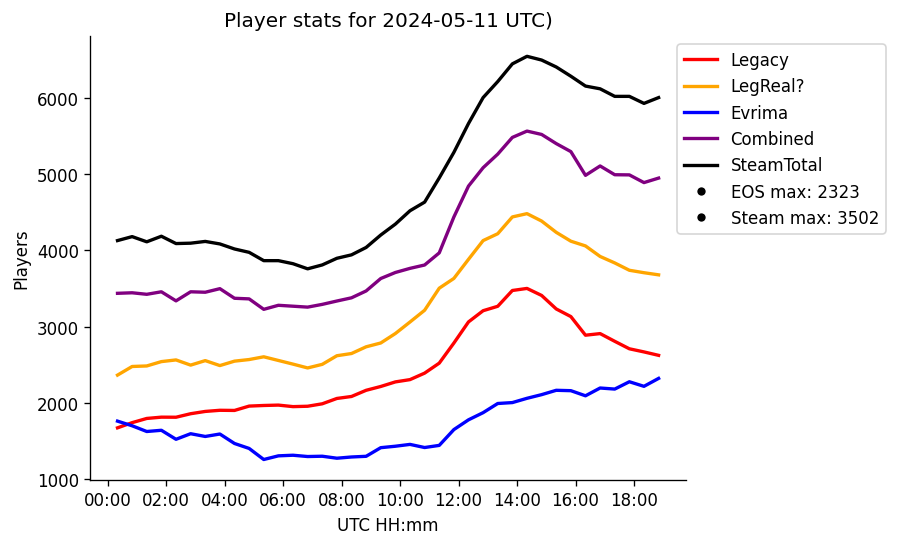 Player stats for 2024-05-11 UTC)
Legacy
LegReal?
Evrima
Combined
SteamTotal
EOS max: 2323
Steam max: 3502
Players
6000
5000
4000
3000
2000
1000
00:00 02:00 04:00 06:00 08:00 10:00 12:00 14:00 16:00 18:00
UTC HH:mm